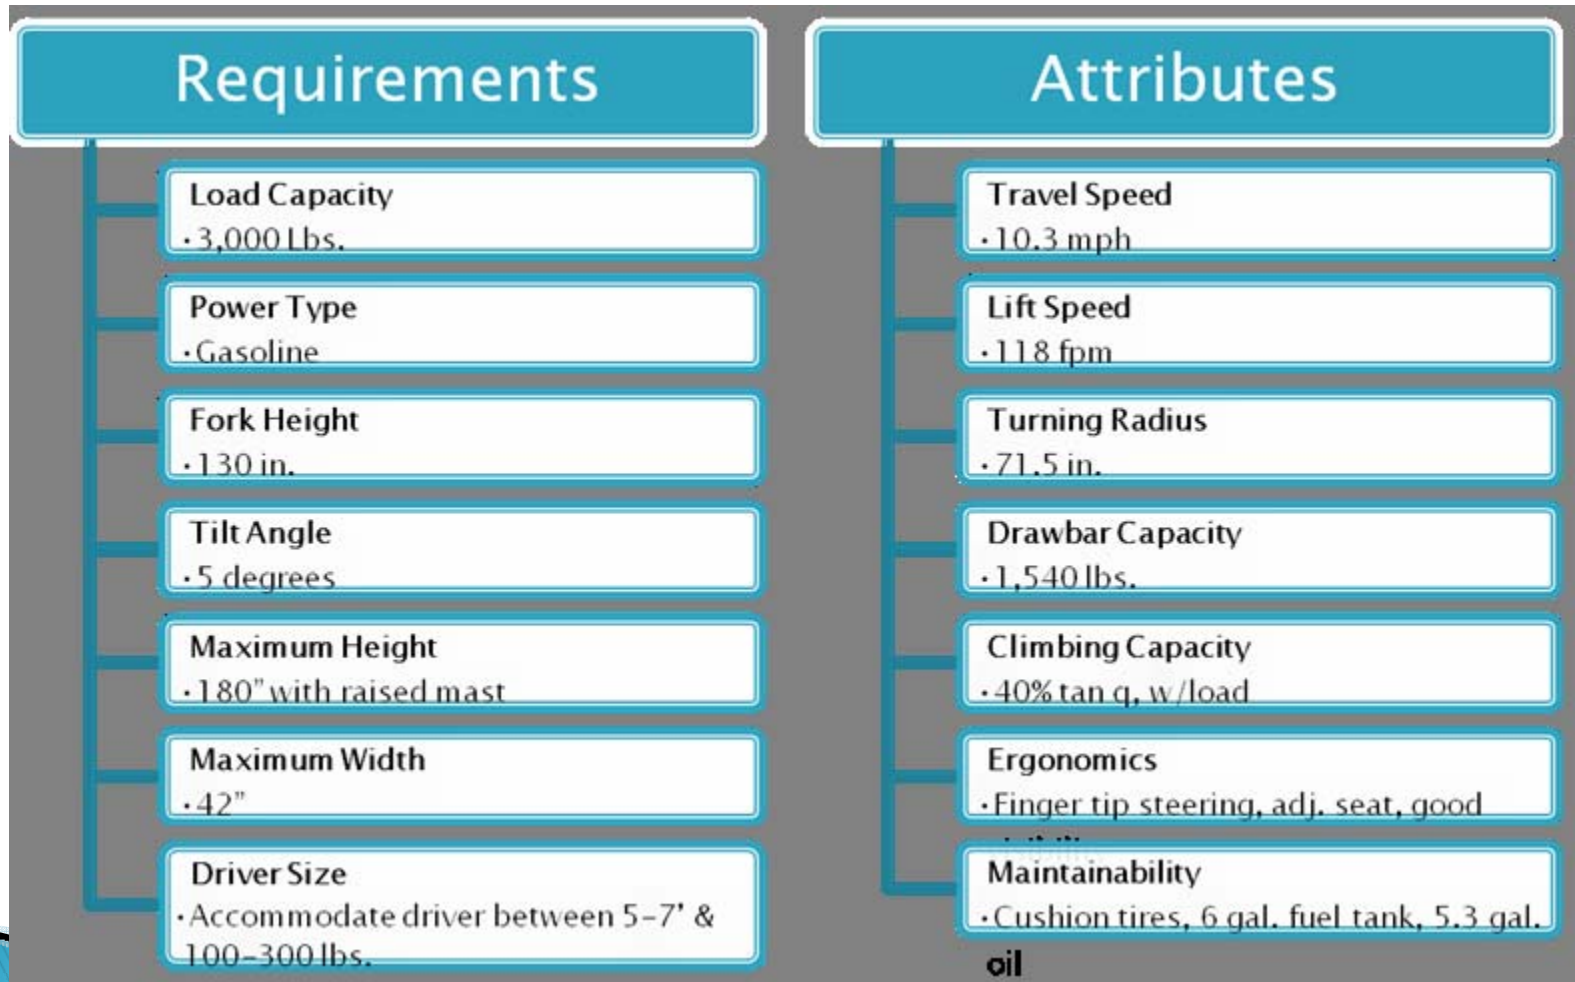 Requirements
Load Capacity
•3,000 Lbs.
Power Type
•Gasoline
Fork Height
•130 in.
Tilt Angle
•5 degrees
Maximum Height
•180” with raised mast
Maximum Width
•42”
Driver Size
•Accommodate driver between 5–7’ &
100–300 lbs.
Attributes
Travel Speed
•10.3 mph
Lift Speed
•118 fpm
Turning Radius
•71.5 in.
Drawbar Capacity
•1,540 lbs.
Climbing Capacity
•40% tan q, w/load
Ergonomics
•Finger tip steering, adj. seat, good
Maintainability
•Cushion tires, 6 gal. fuel tank, 5.3 gal.
oil